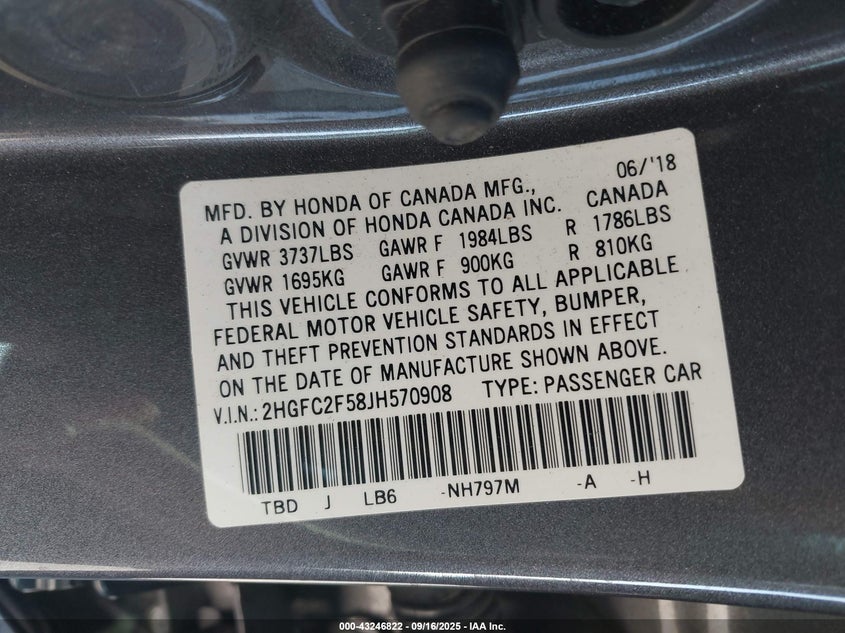 06/'18
MFD. BY HONDA OF CANADA MFG.,
A DIVISION OF HONDA CANADA INC. CANADA
GVWR 3737LBS GAWR F 1984LBS R 1786LBS
GVWR 1695KG GAWR F 900KG R 810KG
THIS VEHICLE CONFORMS TO ALL APPLICABLE
FEDERAL MOTOR VEHICLE SAFETY, BUMPER,
AND THEFT PREVENTION STANDARDS IN EFFECT
ON THE DATE OF MANUFACTURE SHOWN ABOVE.
V.I.N.: 2HGFC2F58JH570908 TYPE: PASSENGER CAR
TBD J LB6 -NH797M -A -H
000-43246822 - 09/16/2025 - IAA Inc.